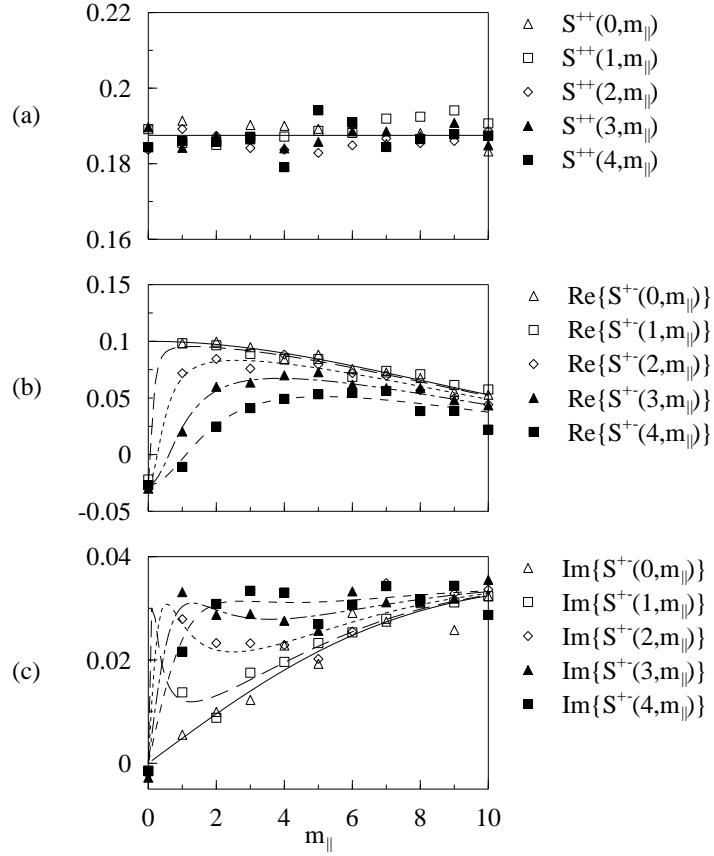 (a)
0.22
0.2
0.18
0.16
△ S⁺⁺(0,m∥)
□ S⁺⁺(1,m∥)
◇ S⁺⁺(2,m∥)
▲ S⁺⁺(3,m∥)
■ S⁺⁺(4,m∥)
(b)
0.15
0.1
0.05
0
-0.05
△ Re{S⁺⁻(0,m∥)}
□ Re{S⁺⁻(1,m∥)}
◇ Re{S⁺⁻(2,m∥)}
▲ Re{S⁺⁻(3,m∥)}
■ Re{S⁺⁻(4,m∥)}
(c)
0.04
0.02
0
△ Im{S⁺⁻(0,m∥)}
□ Im{S⁺⁻(1,m∥)}
◇ Im{S⁺⁻(2,m∥)}
▲ Im{S⁺⁻(3,m∥)}
■ Im{S⁺⁻(4,m∥)}
0 2 4 6 8 10
m∥